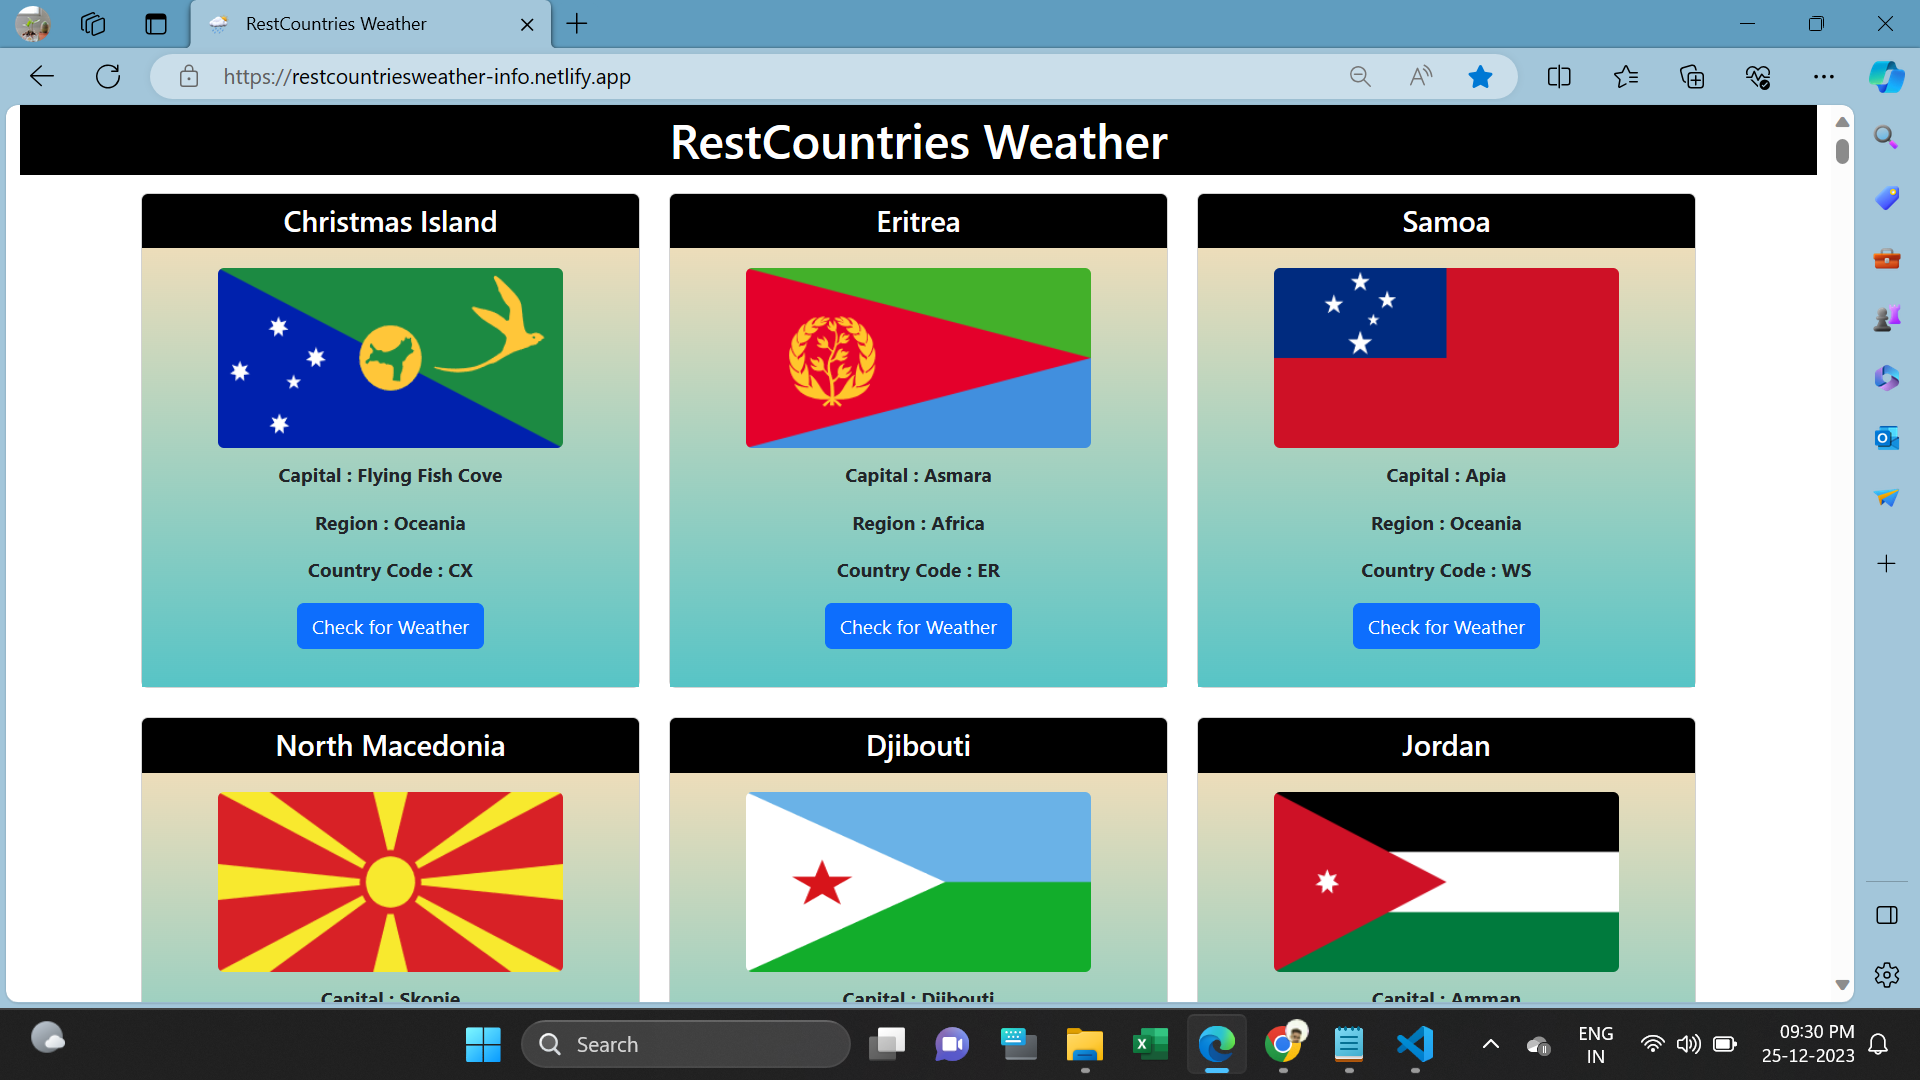 RestCountries Weather
https://restcountriesweather-info.netlify.app
RestCountries Weather
Christmas Island
Capital : Flying Fish Cove
Region : Oceania
Country Code : CX
Check for Weather
Eritrea
Capital : Asmara
Region : Africa
Country Code : ER
Check for Weather
Samoa
Capital : Apia
Region : Oceania
Country Code : WS
Check for Weather
North Macedonia
Capital : Skopje
Djibouti
Capital : Djibouti
Jordan
Capital : Amman
Search
ENG
IN
09:30 PM
25-12-2023